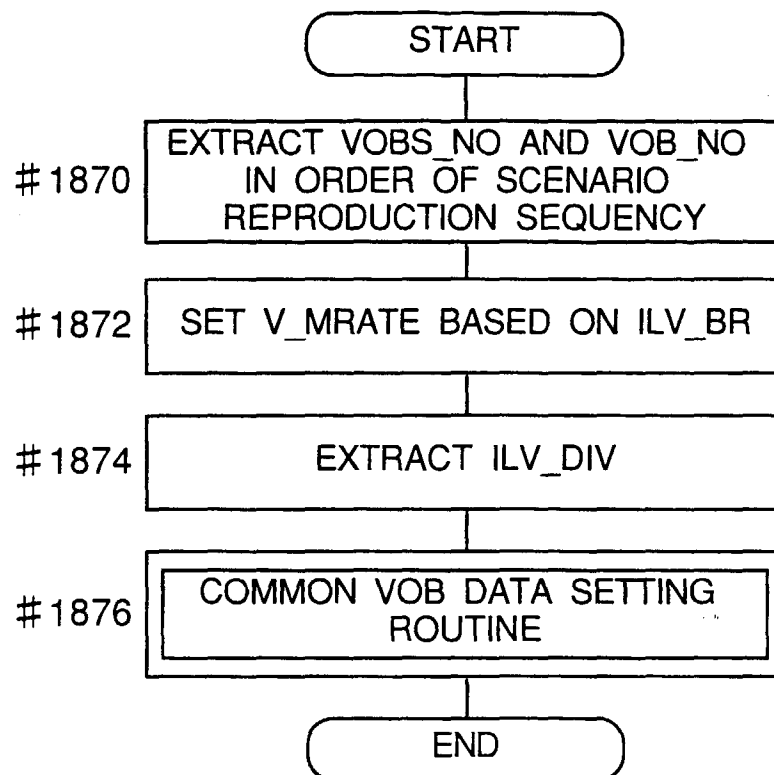 START
#1870
EXTRACT VOBS_NO AND VOB_NO
IN ORDER OF SCENARIO
REPRODUCTION SEQUENCY
#1872
SET V_MRATE BASED ON ILV_BR
#1874
EXTRACT ILV_DIV
#1876
COMMON VOB DATA SETTING
ROUTINE
END